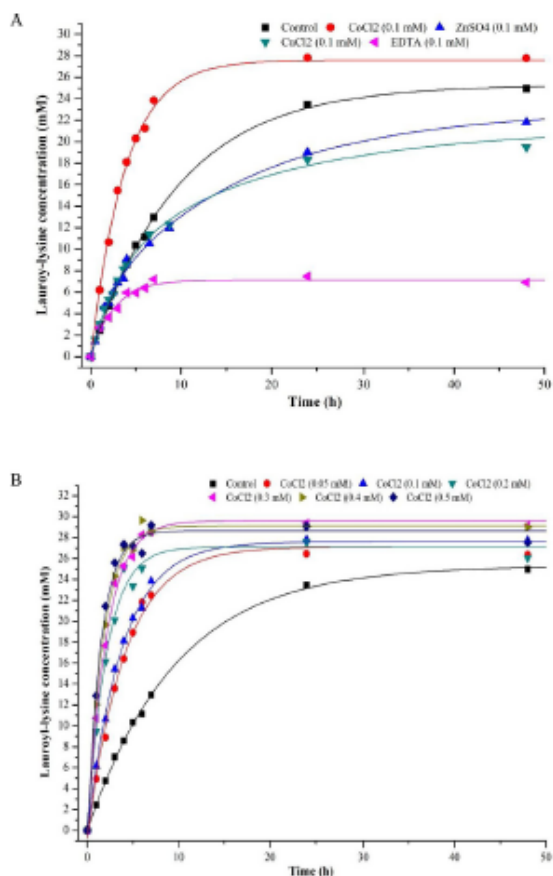 A
Control CoCl2 (0.1 mM) ZnSO4 (0.1 mM)
CuCl2 (0.1 mM) EDTA (0.1 mM)
30
28
26
24
22
20
18
16
14
12
10
8
6
4
2
0
Lauroy-lysine concentration (mM)
0 10 20 30 40 50
Time (h)
B
Control CoCl2 (0.05 mM) CoCl2 (0.1 mM) CoCl2 (0.2 mM)
CoCl2 (0.3 mM) CoCl2 (0.4 mM) CoCl2 (0.5 mM)
32
30
28
26
24
22
20
18
16
14
12
10
8
6
4
2
0
Lauroyl-lysine concentration (mM)
0 10 20 30 40 50
Time (h)